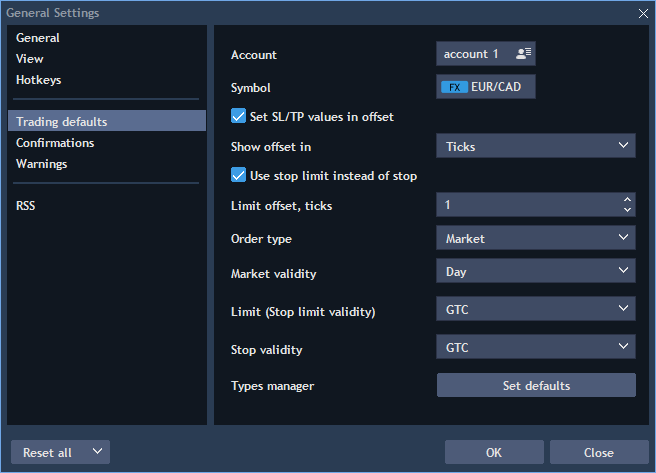 General Settings
General
View
Hotkeys
Trading defaults
Confirmations
Warnings
RSS
Account account 1
Symbol FX EUR/CAD
Set SL/TP values in offset
Show offset in Ticks
Use stop limit instead of stop
Limit offset, ticks 1
Order type Market
Market validity Day
Limit (Stop limit validity) GTC
Stop validity GTC
Types manager Set defaults
Reset all OK Close